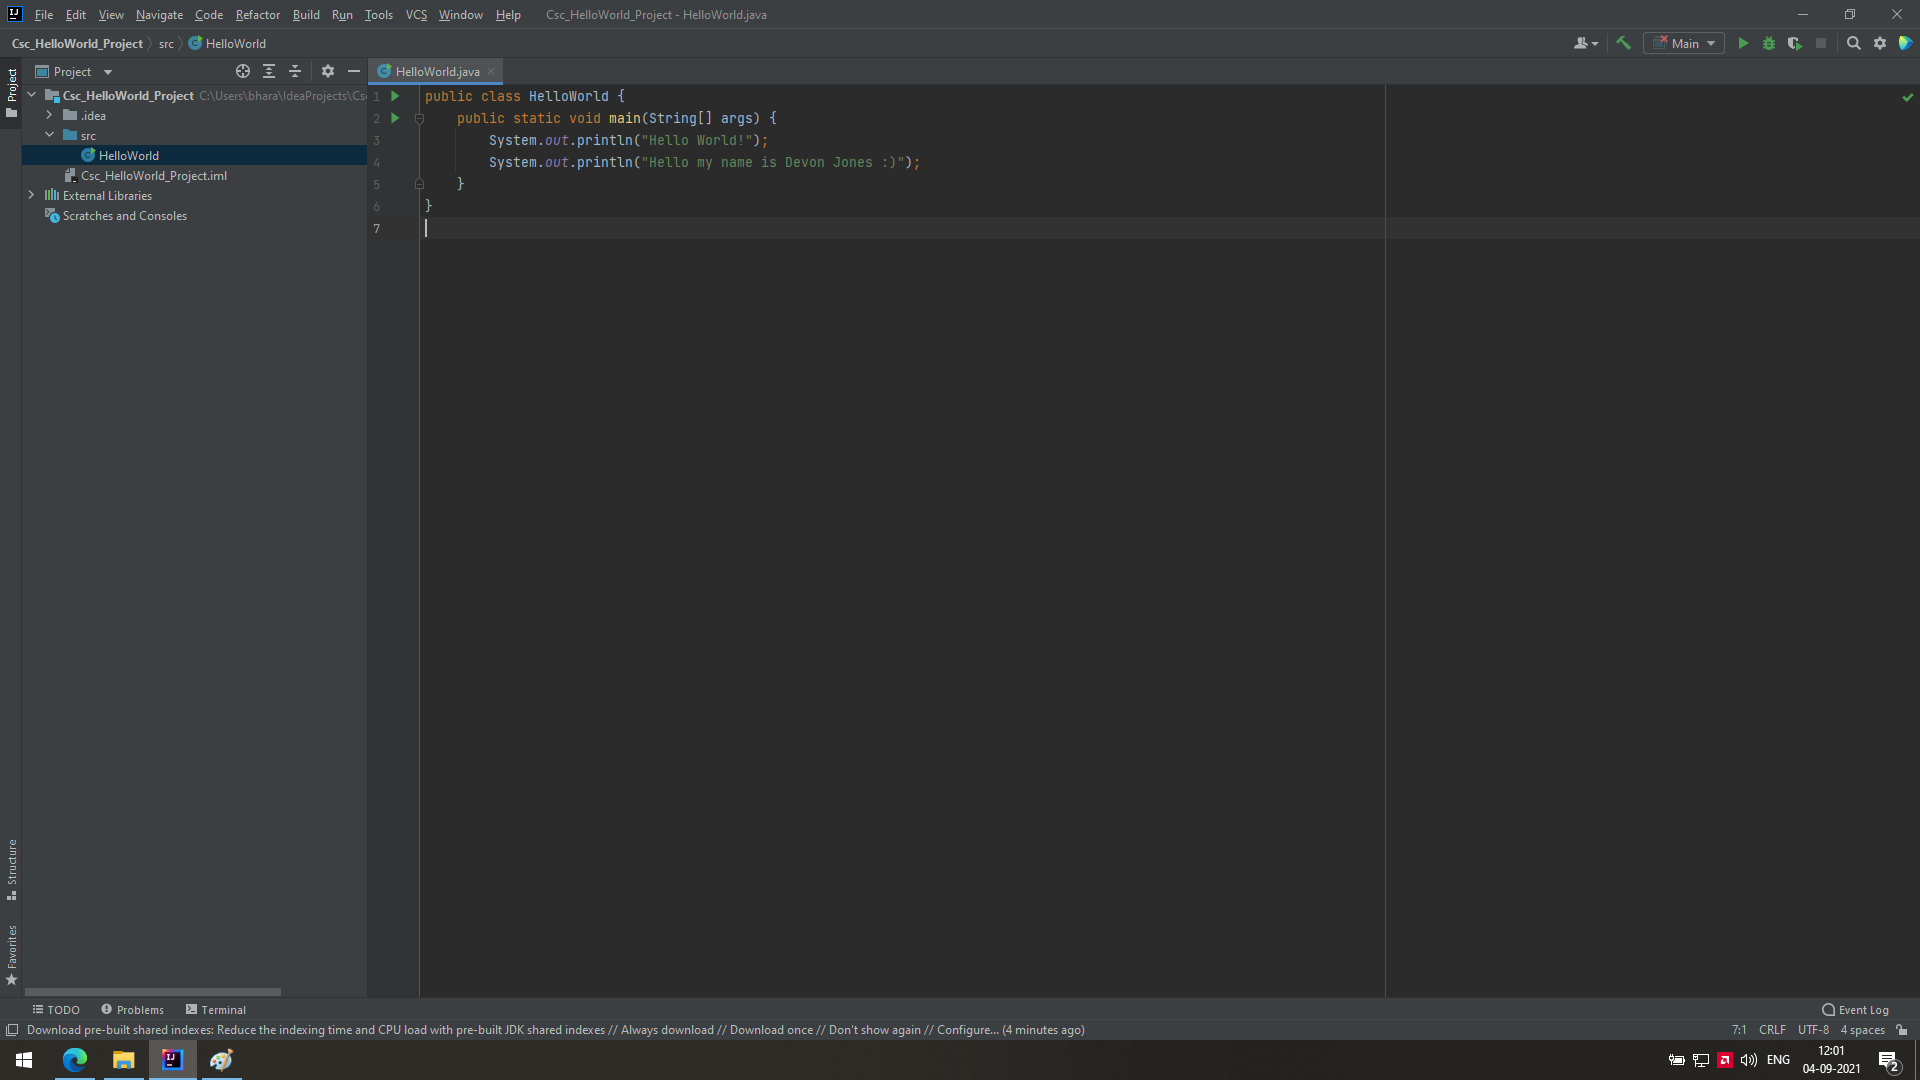 File Edit View Navigate Code Refactor Build Run Tools VCS Window Help Csc_HelloWorld_Project - HelloWorld.java
Csc_HelloWorld_Project src HelloWorld Main
Project
Project
HelloWorld.java
Csc_HelloWorld_Project C:\Users\bhara\IdeaProjects\Cs
.idea
src
HelloWorld
Csc_HelloWorld_Project.iml
External Libraries
Scratches and Consoles
1 public class HelloWorld {
2 public static void main(String[] args) {
3 System.out.println("Hello World!");
4 System.out.println("Hello my name is Devon Jones :)");
5 }
6 }
7
Structure
Favorites
TODO Problems Terminal Event Log
Download pre-built shared indexes: Reduce the indexing time and CPU load with pre-built JDK shared indexes // Always download // Download once // Don't show again // Configure... (4 minutes ago) 7:1 CRLF UTF-8 4 spaces
ENG 12:01
04-09-2021 2